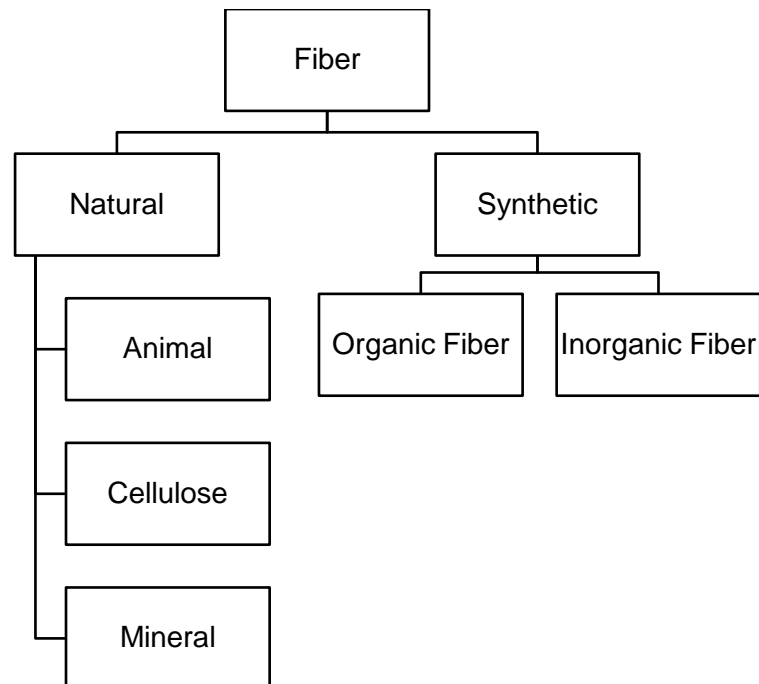 Fiber
Natural
Synthetic
Animal
Organic Fiber
Inorganic Fiber
Cellulose
Mineral